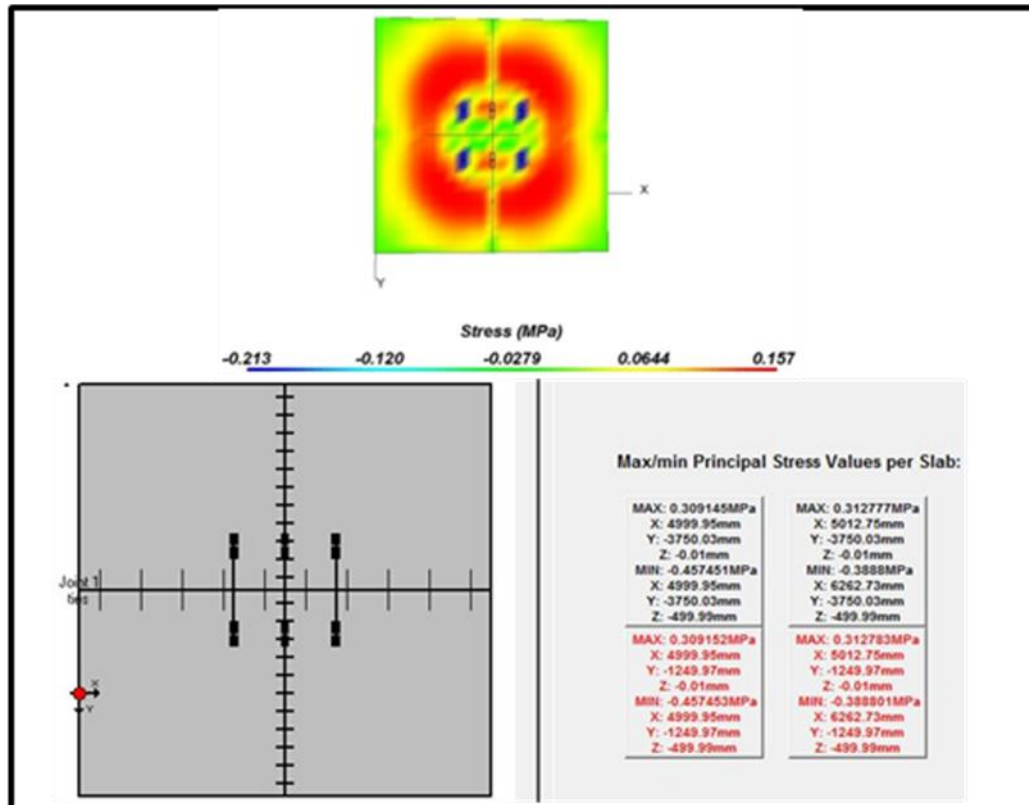 X
Y
Stress (MPa)
-0.213 -0.120 -0.0279 0.0644 0.157
Joint 1
ties
X
Y
Max/min Principal Stress Values per Slab:
MAX: 0.309145MPa
X: 4999.95mm
Y: -3750.03mm
Z: -0.01mm
MIN: -0.457451MPa
X: 4999.95mm
Y: -3750.03mm
Z: -499.99mm
MAX: 0.312777MPa
X: 5012.75mm
Y: -3750.03mm
Z: -0.01mm
MIN: -0.3888MPa
X: 6262.73mm
Y: -3750.03mm
Z: -499.99mm
MAX: 0.309152MPa
X: 4999.95mm
Y: -1249.97mm
Z: -0.01mm
MIN: -0.457453MPa
X: 4999.95mm
Y: -1249.97mm
Z: -499.99mm
MAX: 0.312783MPa
X: 5012.75mm
Y: -1249.97mm
Z: -0.01mm
MIN: -0.388801MPa
X: 6262.73mm
Y: -1249.97mm
Z: -499.99mm